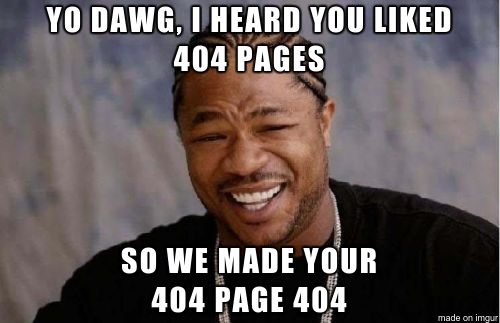 YO DAWG, I HEARD YOU LIKED
404 PAGES
SO WE MADE YOUR
404 PAGE 404
made on imgur